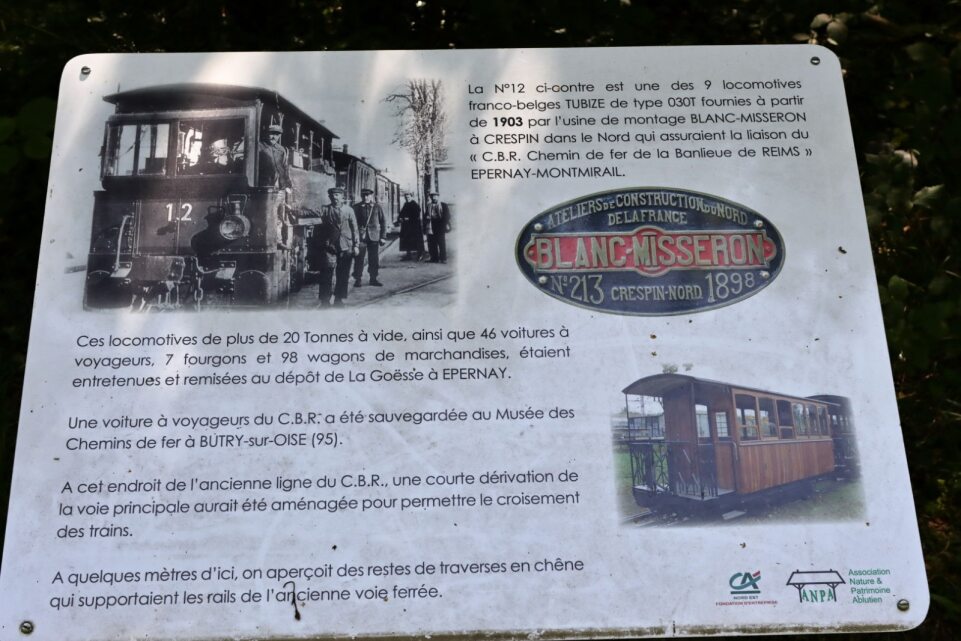 La N°12 ci-contre est une des 9 locomotives
franco-belges TUBIZE de type 030T fournies à partir
de 1903 par l'usine de montage BLANC-MISSERON
à CRESPIN dans le Nord qui assuraient la liaison du
« C.B.R. Chemin de fer de la Banlieue de REIMS »
EPERNAY-MONTMIRAIL.
12
ATELIERS DE CONSTRUCTION DU NORD
DE LA FRANCE
BLANC-MISSERON
N° 213 CRESPIN-NORD 1898
Ces locomotives de plus de 20 Tonnes à vide, ainsi que 46 voitures à
voyageurs, 7 fourgons et 98 wagons de marchandises, étaient
entretenues et remisées au dépôt de La Goësse à EPERNAY.
Une voiture à voyageurs du C.B.R. a été sauvegardée au Musée des
Chemins de fer à BUTRY-sur-OISE (95).
A cet endroit de l'ancienne ligne du C.B.R., une courte dérivation de
la voie principale aurait été aménagée pour permettre le croisement
des trains.
A quelques mètres d'ici, on aperçoit des restes de traverses en chêne
qui supportaient les rails de l'ancienne voie ferrée.
CA
NORD EST
FONDATION D'ENTREPRISE
ANPA
Association
Nature &
Patrimoine
Ablutien